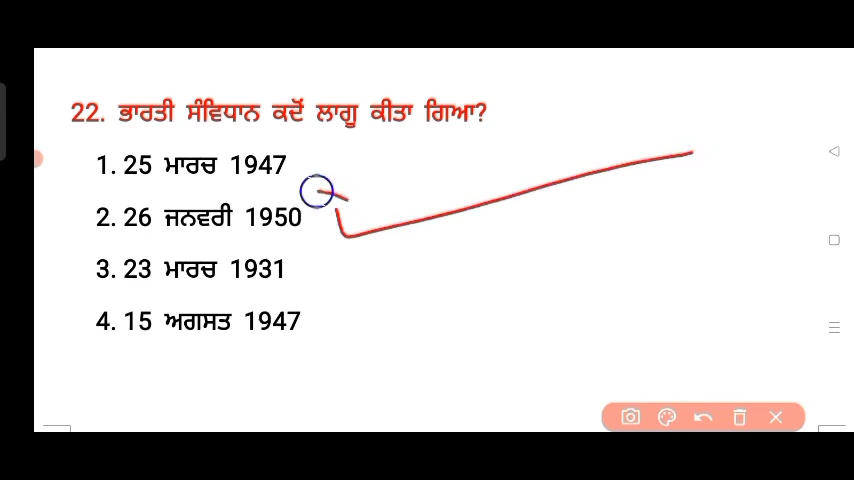 22. ਭਾਰਤੀ ਸੰਵਿਧਾਨ ਕਦੋਂ ਲਾਗੂ ਕੀਤਾ ਗਿਆ?
1. 25 ਮਾਰਚ 1947
2. 26 ਜਨਵਰੀ 1950
3. 23 ਮਾਰਚ 1931
4. 15 ਅਗਸਤ 1947